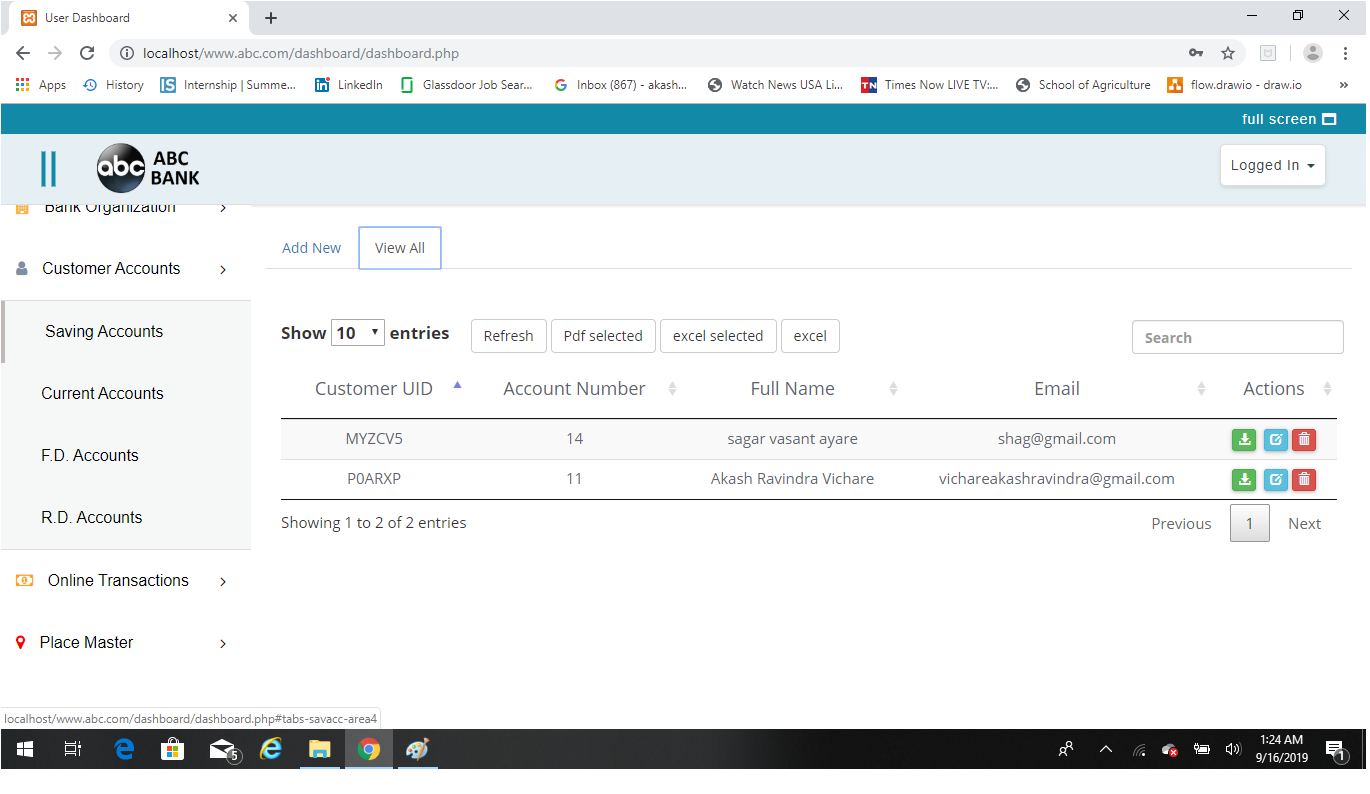 User Dashboard
localhost/www.abc.com/dashboard/dashboard.php
Apps History Internship | Summe... LinkedIn Glassdoor Job Sear... Inbox (867) - akash... Watch News USA Li... Times Now LIVE TV:... School of Agriculture flow.drawio - draw.io »
full screen
abc ABC BANK
Logged In
Bank Organization
Add New View All
Customer Accounts
Saving Accounts
Show 10 entries Refresh Pdf selected excel selected excel Search
Customer UID Account Number Full Name Email Actions
Current Accounts
MYZCV5 14 sagar vasant ayare shag@gmail.com
F.D. Accounts
P0ARXP 11 Akash Ravindra Vichare vichareakashravindra@gmail.com
R.D. Accounts
Showing 1 to 2 of 2 entries Previous 1 Next
Online Transactions
Place Master
localhost/www.abc.com/dashboard/dashboard.php#tabs-savacc-area4
5
1:24 AM
9/16/2019
1